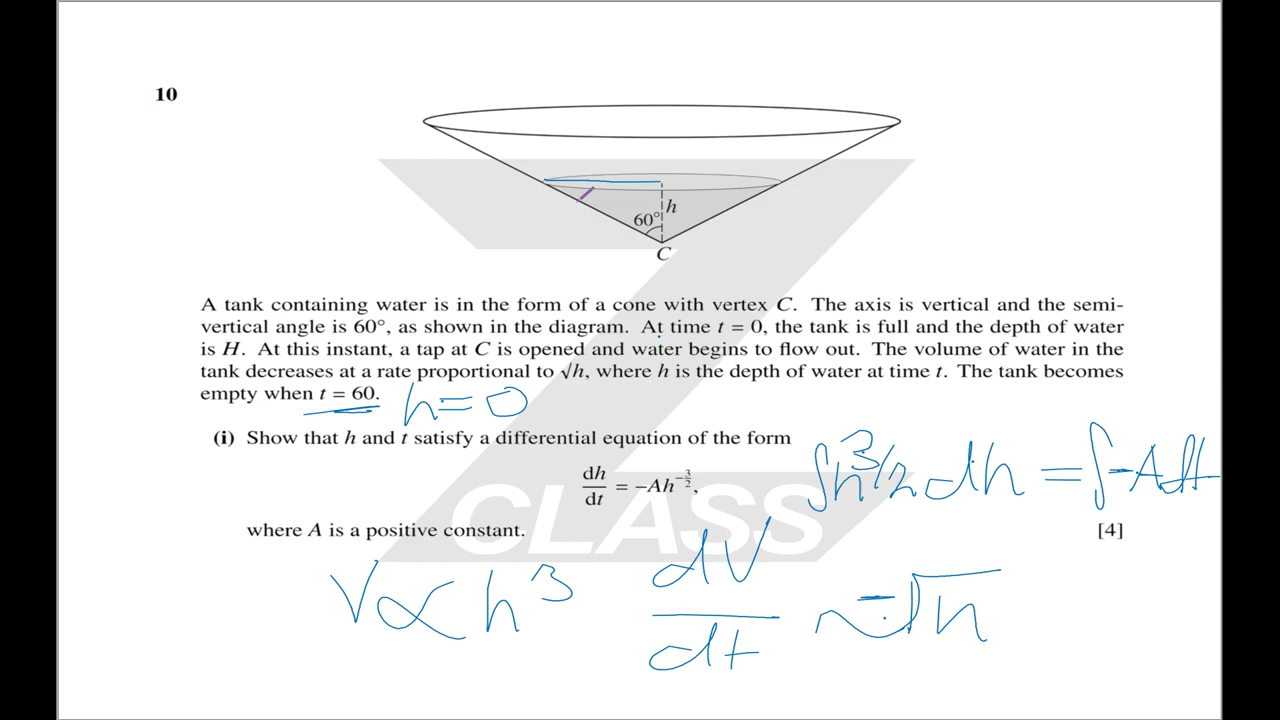 10
h
60°
C
A tank containing water is in the form of a cone with vertex C. The axis is vertical and the semi-
vertical angle is 60°, as shown in the diagram. At time t = 0, the tank is full and the depth of water
is H. At this instant, a tap at C is opened and water begins to flow out. The volume of water in the
tank decreases at a rate proportional to √h, where h is the depth of water at time t. The tank becomes
empty when t = 60.
h = 0
(i) Show that h and t satisfy a differential equation of the form
dh/dt = −Ah^{−3/2},
∫h^{3/2} dh = ∫−A dt
where A is a positive constant.
[4]
Z CLASS
V ∝ h³
dV/dt ∝ −√h